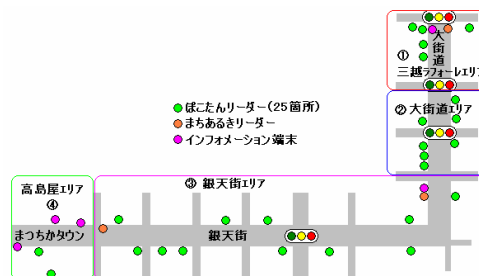 ①
大街道
三越ラフォーレエリア
② 大街道エリア
ぽこたんリーダー(25箇所)
まちあるきリーダー
インフォメーション端末
③ 銀天街エリア
高島屋エリア
④
まつちかタウン
銀天街